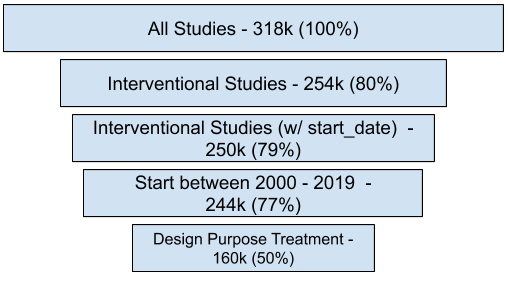 All Studies - 318k (100%)
Interventional Studies - 254k (80%)
Interventional Studies (w/ start_date) -
250k (79%)
Start between 2000 - 2019 -
244k (77%)
Design Purpose Treatment -
160k (50%)